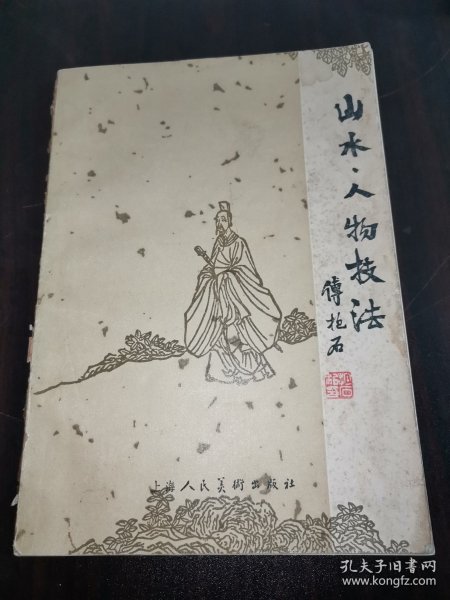 山水·人物技法
傅抱石
上海人民美術出版社
孔夫子旧书网
www.kongfz.com